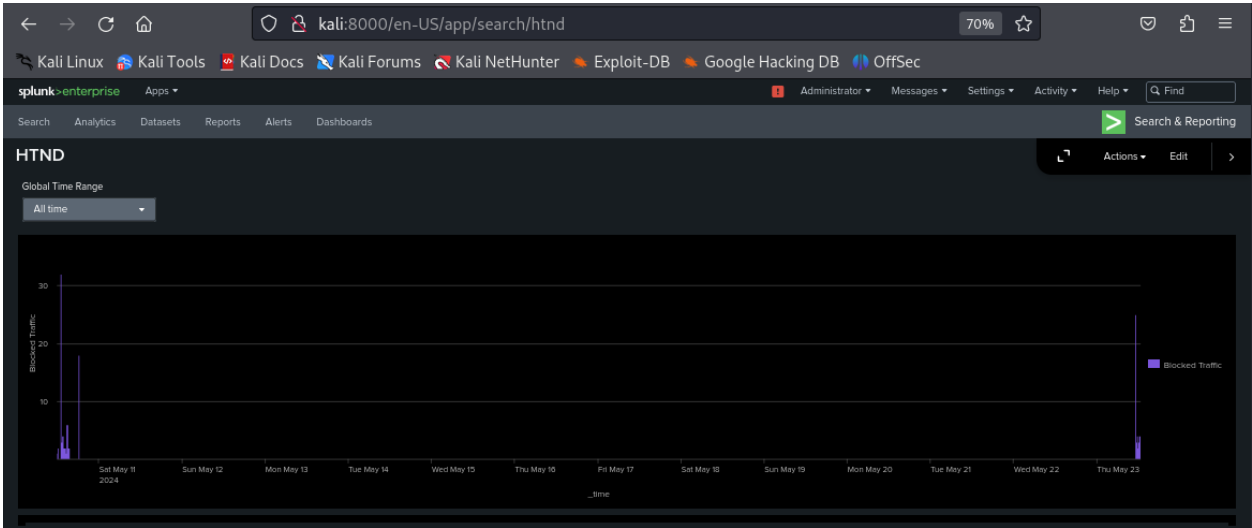 kali:8000/en-US/app/search/htnd 70%
Kali Linux Kali Tools Kali Docs Kali Forums Kali NetHunter Exploit-DB Google Hacking DB OffSec
splunk>enterprise Apps Administrator Messages Settings Activity Help Find
Search Analytics Datasets Reports Alerts Dashboards Search & Reporting
HTND Actions Edit
Global Time Range
All time
30
20
10
Blocked Traffic
Blocked Traffic
Sat May 11 Sun May 12 Mon May 13 Tue May 14 Wed May 15 Thu May 16 Fri May 17 Sat May 18 Sun May 19 Mon May 20 Tue May 21 Wed May 22 Thu May 23
2024
_time